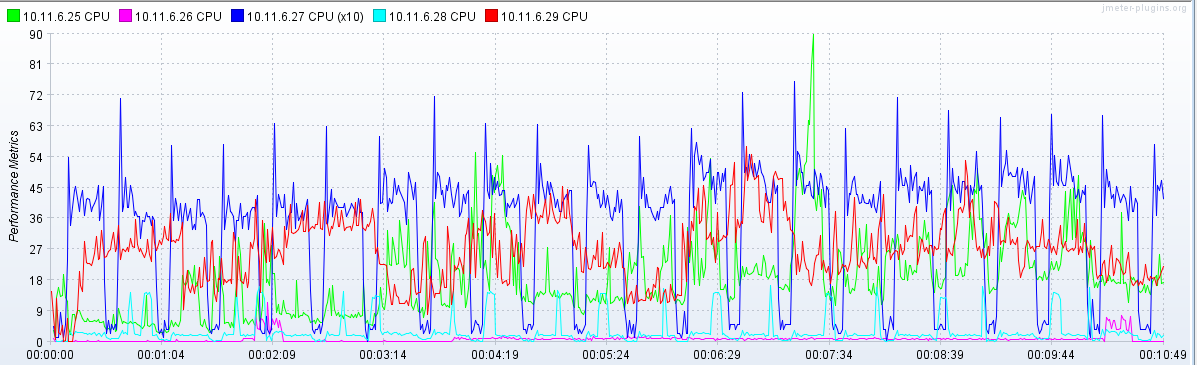 10.11.6.25 CPU 10.11.6.26 CPU 10.11.6.27 CPU (x10) 10.11.6.28 CPU 10.11.6.29 CPU
jmeter-plugins.org
90
81
72
63
54
45
36
27
18
9
0
Performance Metrics
00:00:00 00:01:04 00:02:09 00:03:14 00:04:19 00:05:24 00:06:29 00:07:34 00:08:39 00:09:44 00:10:49